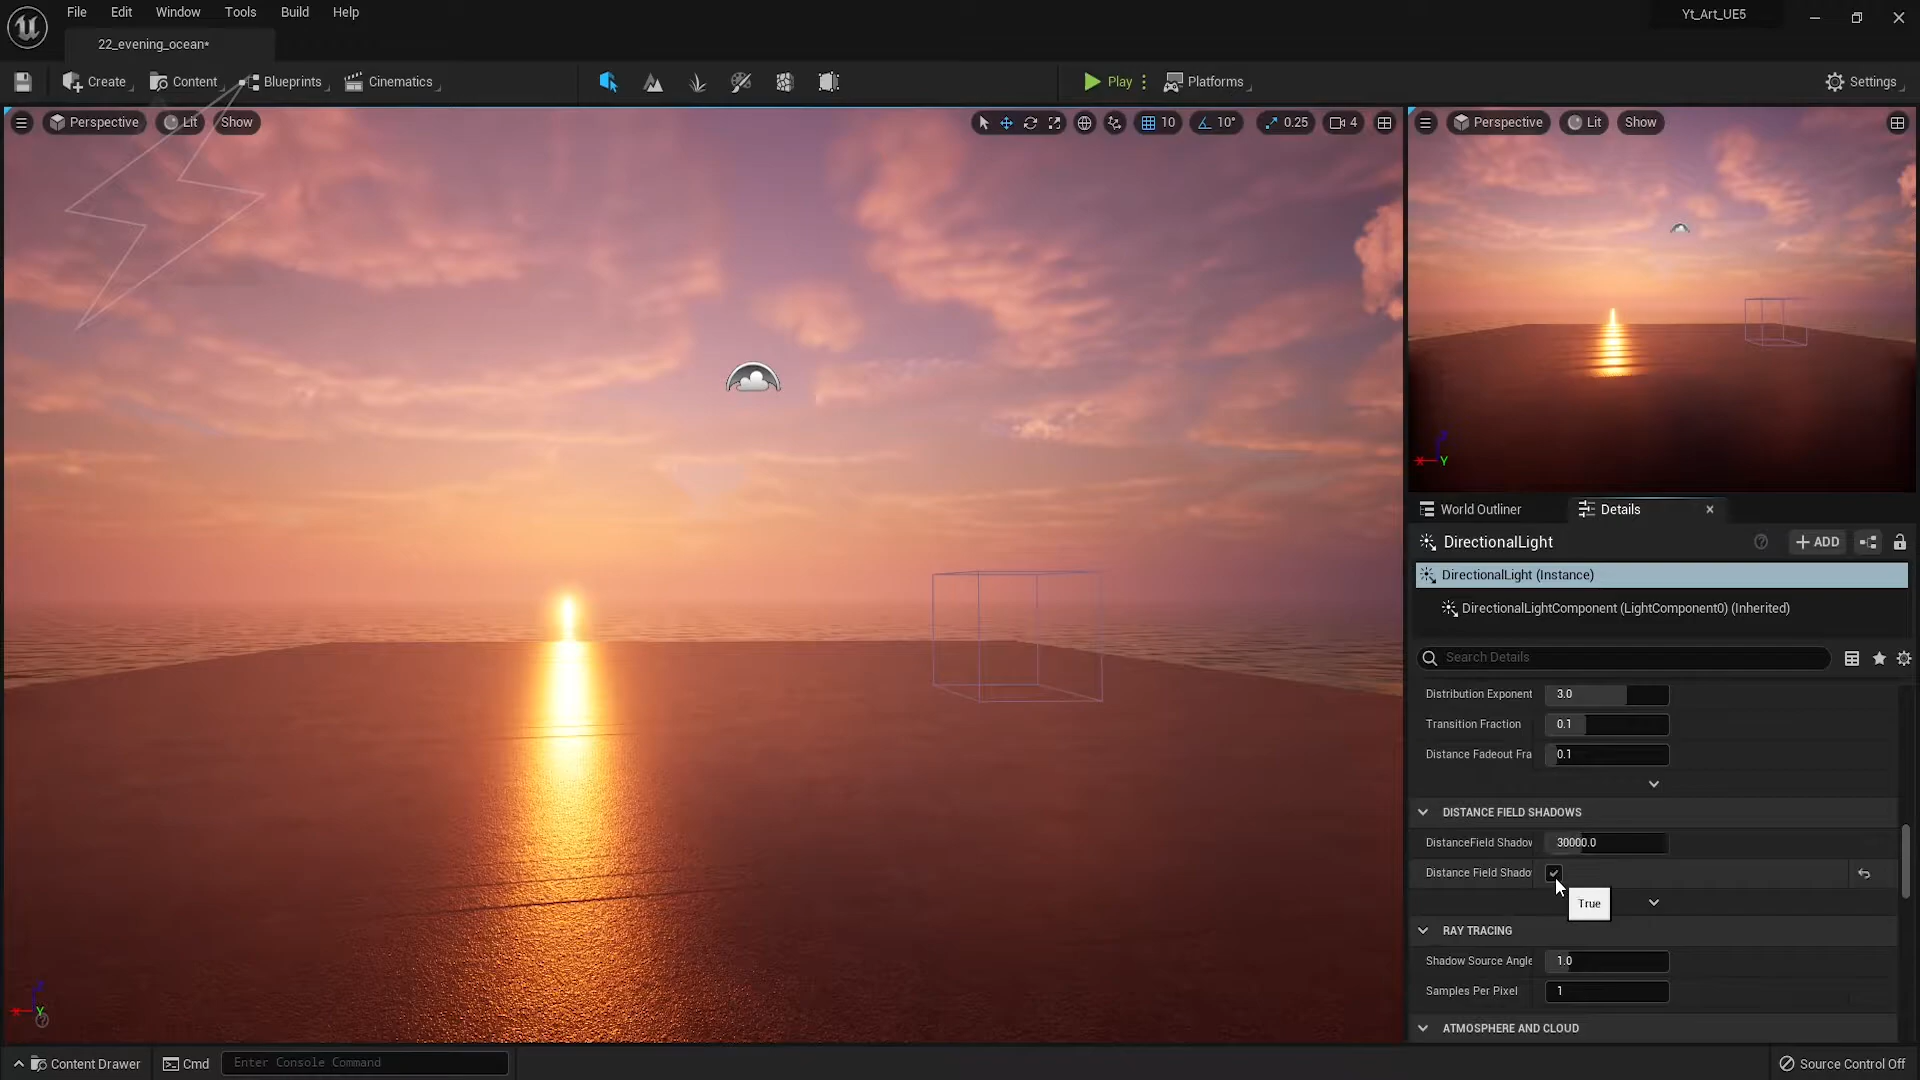 File
Edit
Window
Tools
Build
Help
Yt_Art_UE5
22_evening_ocean*
Create
Content
Blueprints
Cinematics
Play
Platforms
Settings
Perspective
Lit
Show
10
10°
0.25
4
Perspective
Lit
Show
Y
World Outliner
Details
DirectionalLight
ADD
DirectionalLight (Instance)
DirectionalLightComponent (LightComponent0) (Inherited)
Search Details
Distribution Exponent
3.0
Transition Fraction
0.1
Distance Fadeout Fra
0.1
DISTANCE FIELD SHADOWS
DistanceField Shadow
30000.0
Distance Field Shado
True
RAY TRACING
Shadow Source Angle
1.0
Samples Per Pixel
1
ATMOSPHERE AND CLOUD
Y
Content Drawer
Cmd
Enter Console Command
Source Control Off